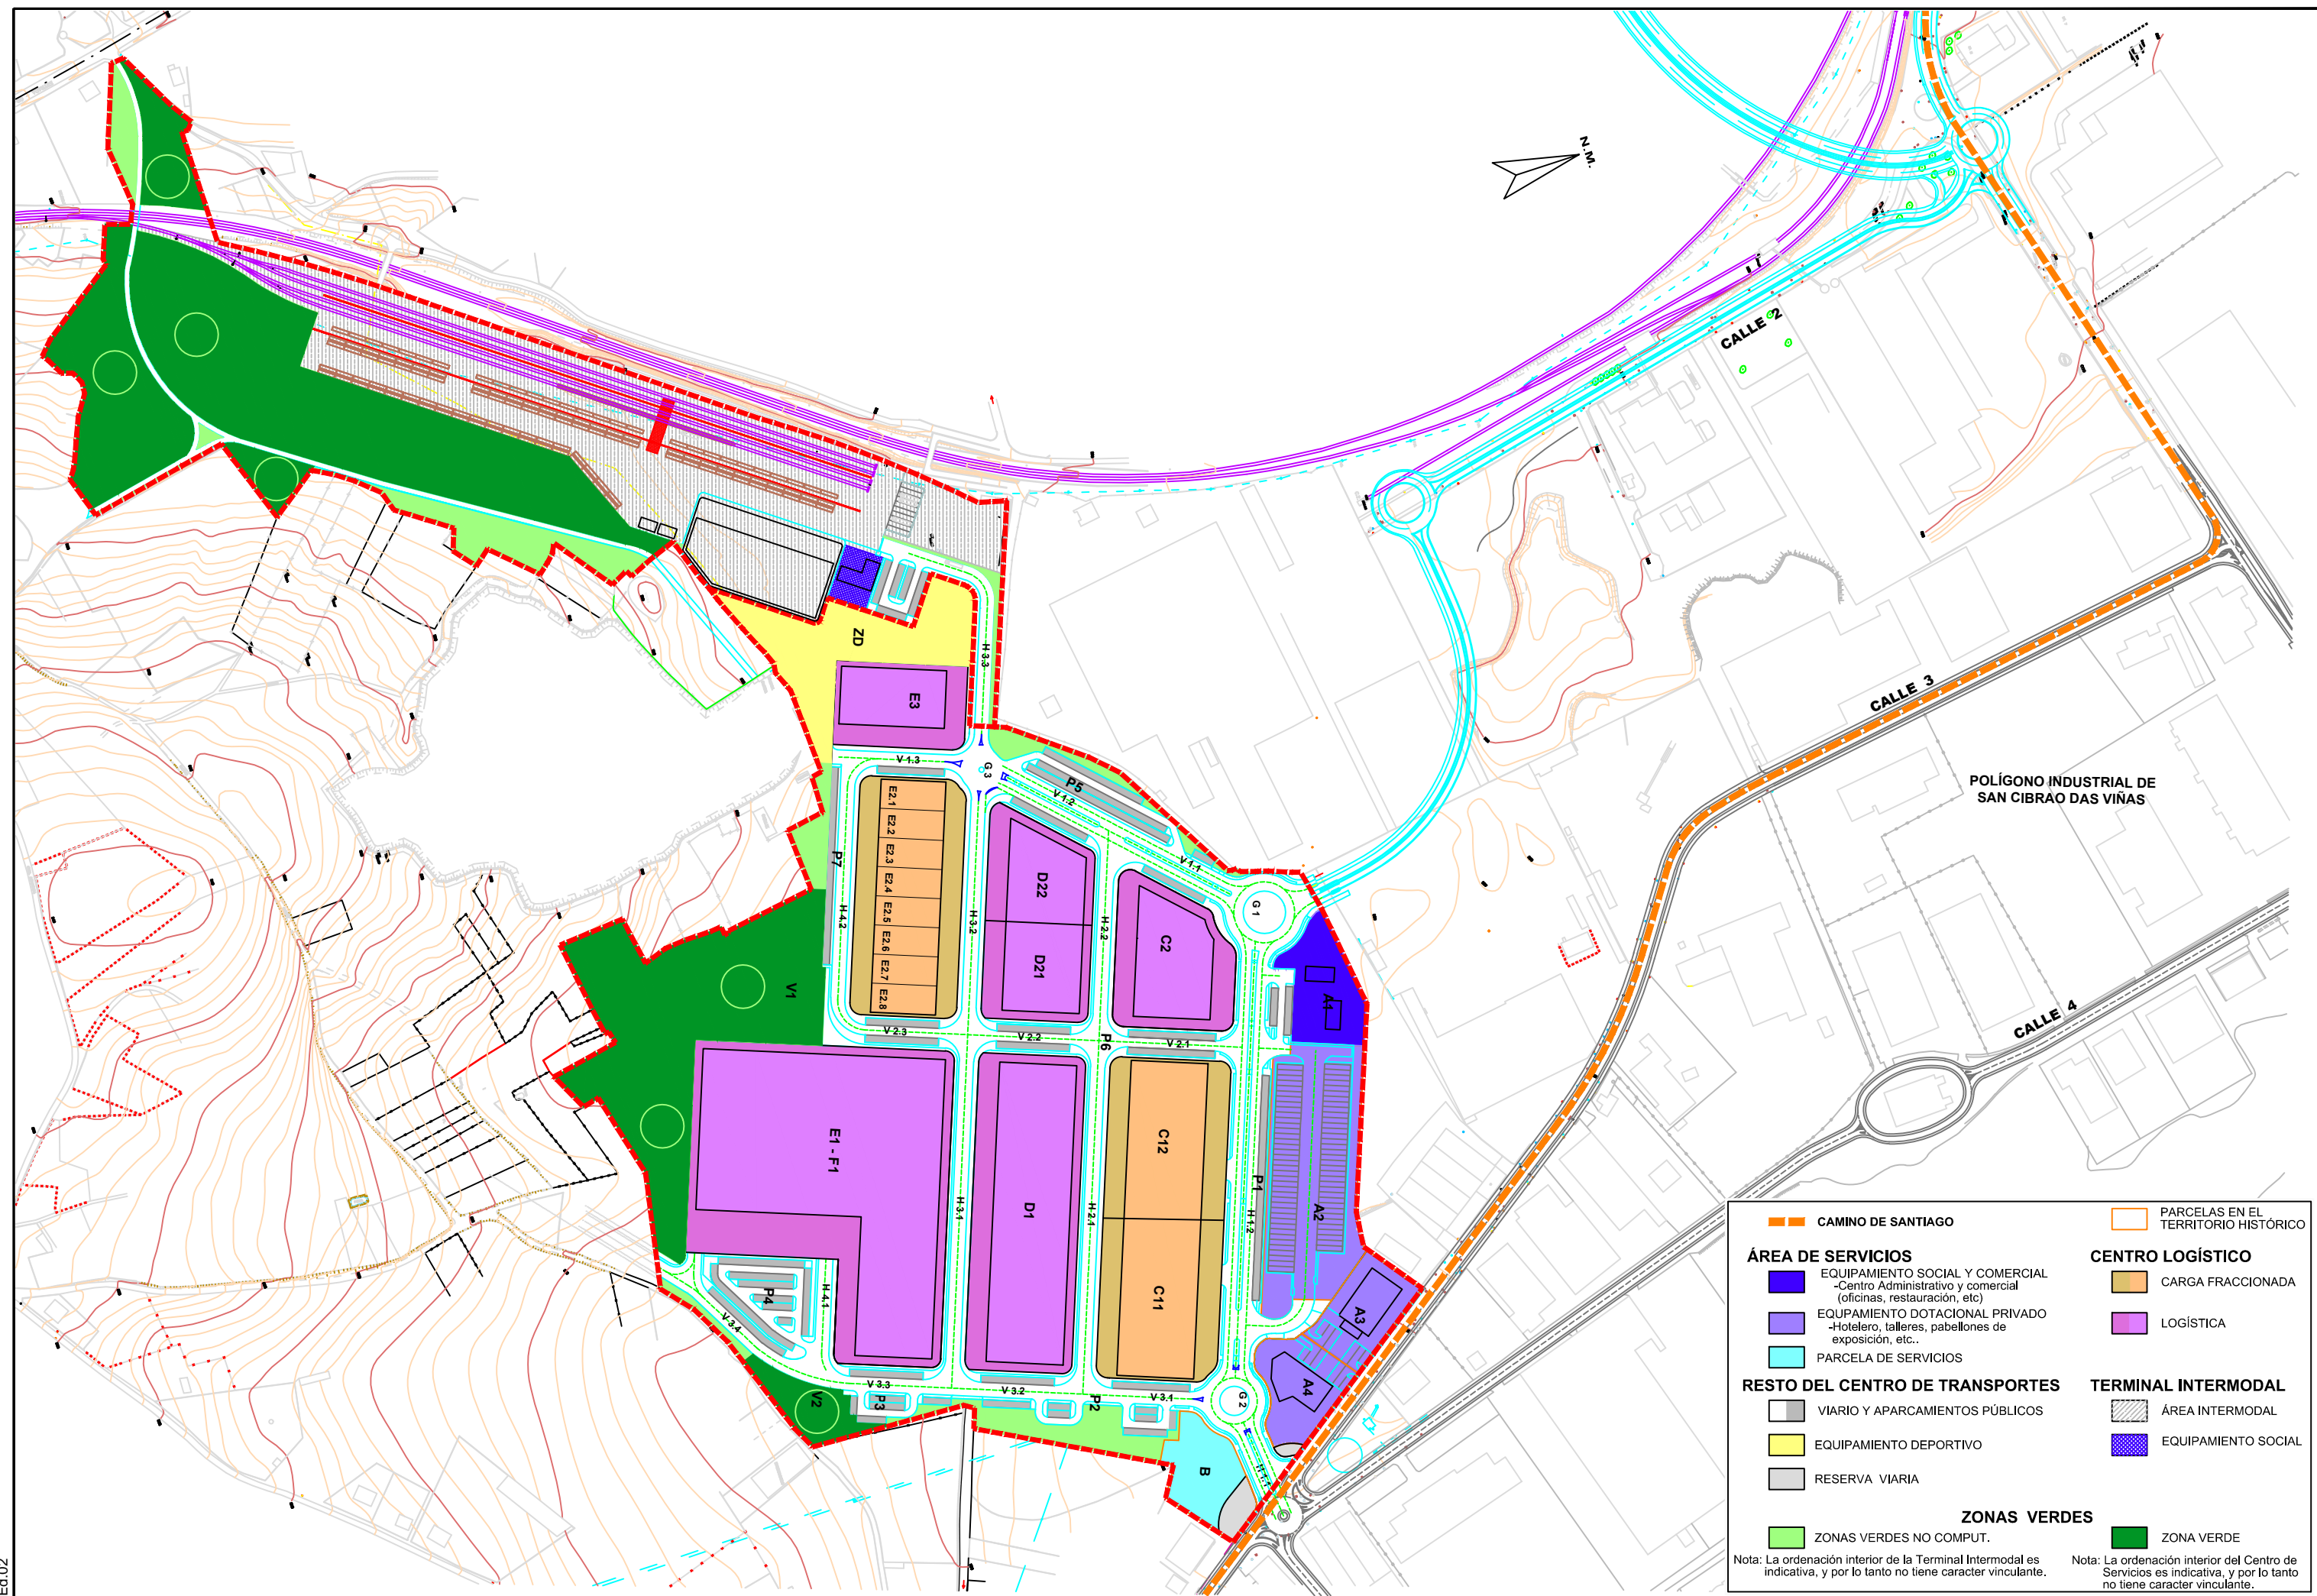 N.M.
CALLE 2
CALLE 3
POLÍGONO INDUSTRIAL DE
SAN CIBRAO DAS VIÑAS
CALLE 4
ZD
H 3.3
E3
V 1.3
G 3
P5
V 1.2
V 1.1
E2.1
E2.2
E2.3
E2.4
E2.5
E2.6
E2.7
E2.8
P7
H 4.2
H 3.2
D22
D21
H 2.2
C2
G 1
A1
V1
V 2.3
V 2.2
P6
V 2.1
E1 - F1
H 3.1
D1
H 2.1
C12
C11
P1
H 1.2
A2
A3
A4
P4
H 4.1
V 3.4
V 3.3
P3
V2
V 3.2
P2
V 3.1
G 2
H 1.1
B
CAMINO DE SANTIAGO
PARCELAS EN EL
TERRITORIO HISTÓRICO
ÁREA DE SERVICIOS
EQUIPAMIENTO SOCIAL Y COMERCIAL
-Centro Administrativo y comercial
(oficinas, restauración, etc)
EQUPAMIENTO DOTACIONAL PRIVADO
-Hotelero, talleres, pabellones de
exposición, etc..
PARCELA DE SERVICIOS
CENTRO LOGÍSTICO
CARGA FRACCIONADA
LOGÍSTICA
RESTO DEL CENTRO DE TRANSPORTES
VIARIO Y APARCAMIENTOS PÚBLICOS
EQUIPAMIENTO DEPORTIVO
RESERVA VIARIA
TERMINAL INTERMODAL
ÁREA INTERMODAL
EQUIPAMIENTO SOCIAL
ZONAS VERDES
ZONAS VERDES NO COMPUT.
ZONA VERDE
Nota: La ordenación interior de la Terminal Intermodal es
indicativa, y por lo tanto no tiene caracter vinculante.
Nota: La ordenación interior del Centro de
Servicios es indicativa, y por lo tanto
no tiene caracter vinculante.
Ed.02